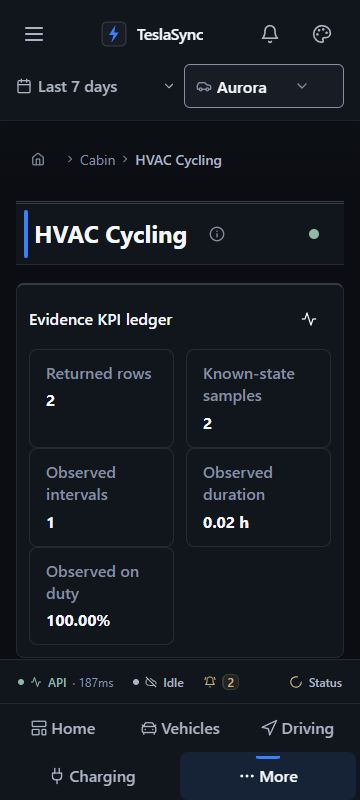 TeslaSync
Last 7 days
Aurora
Cabin
HVAC Cycling
HVAC Cycling
Evidence KPI ledger
Returned rows
2
Known-state
samples
2
Observed
intervals
1
Observed
duration
0.02 h
Observed on
duty
100.00%
API · 187ms
Idle
2
Status
Home
Vehicles
Driving
Charging
More